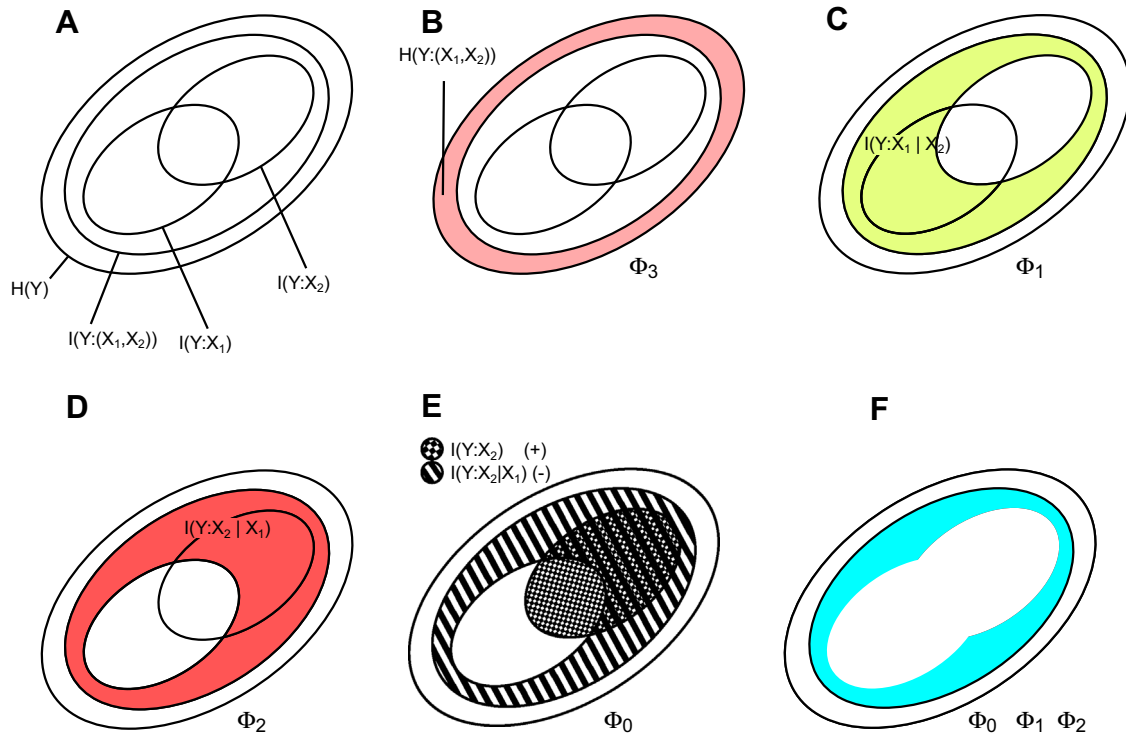 A
B
C
H(Y:(X₁,X₂))
I(Y:X₁ | X₂)
I(Y:X₂)
Φ₃
Φ₁
H(Y)
I(Y:(X₁,X₂))
I(Y:X₁)
D
E
F
I(Y:X₂) (+)
I(Y:X₂|X₁) (-)
I(Y:X₂ | X₁)
Φ₂
Φ₀
Φ₀ Φ₁ Φ₂